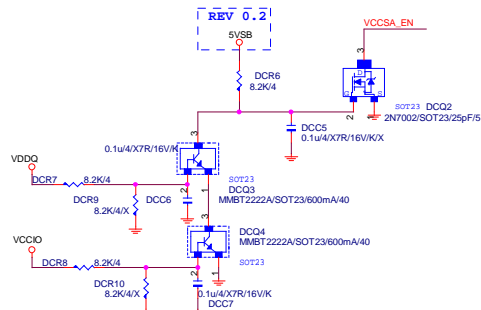 REV 0.2
5VSB
VCCSA_EN
3
D
G
S
DCR6
8.2K/4
2
SOT23
DCQ2
2N7002/SOT23/25pF/5
DCC5
0.1u/4/X7R/16V/K/X
3
0.1u/4/X7R/16V/K
VDDQ
SOT23
DCR7
8.2K/4
2
1
DCQ3
MMBT2222A/SOT23/600mA/40
DCR9
8.2K/4/X
DCC6
3
DCQ4
MMBT2222A/SOT23/600mA/40
VCCIO
SOT23
DCR8
8.2K/4
2
1
DCR10
8.2K/4/X
0.1u/4/X7R/16V/K
DCC7